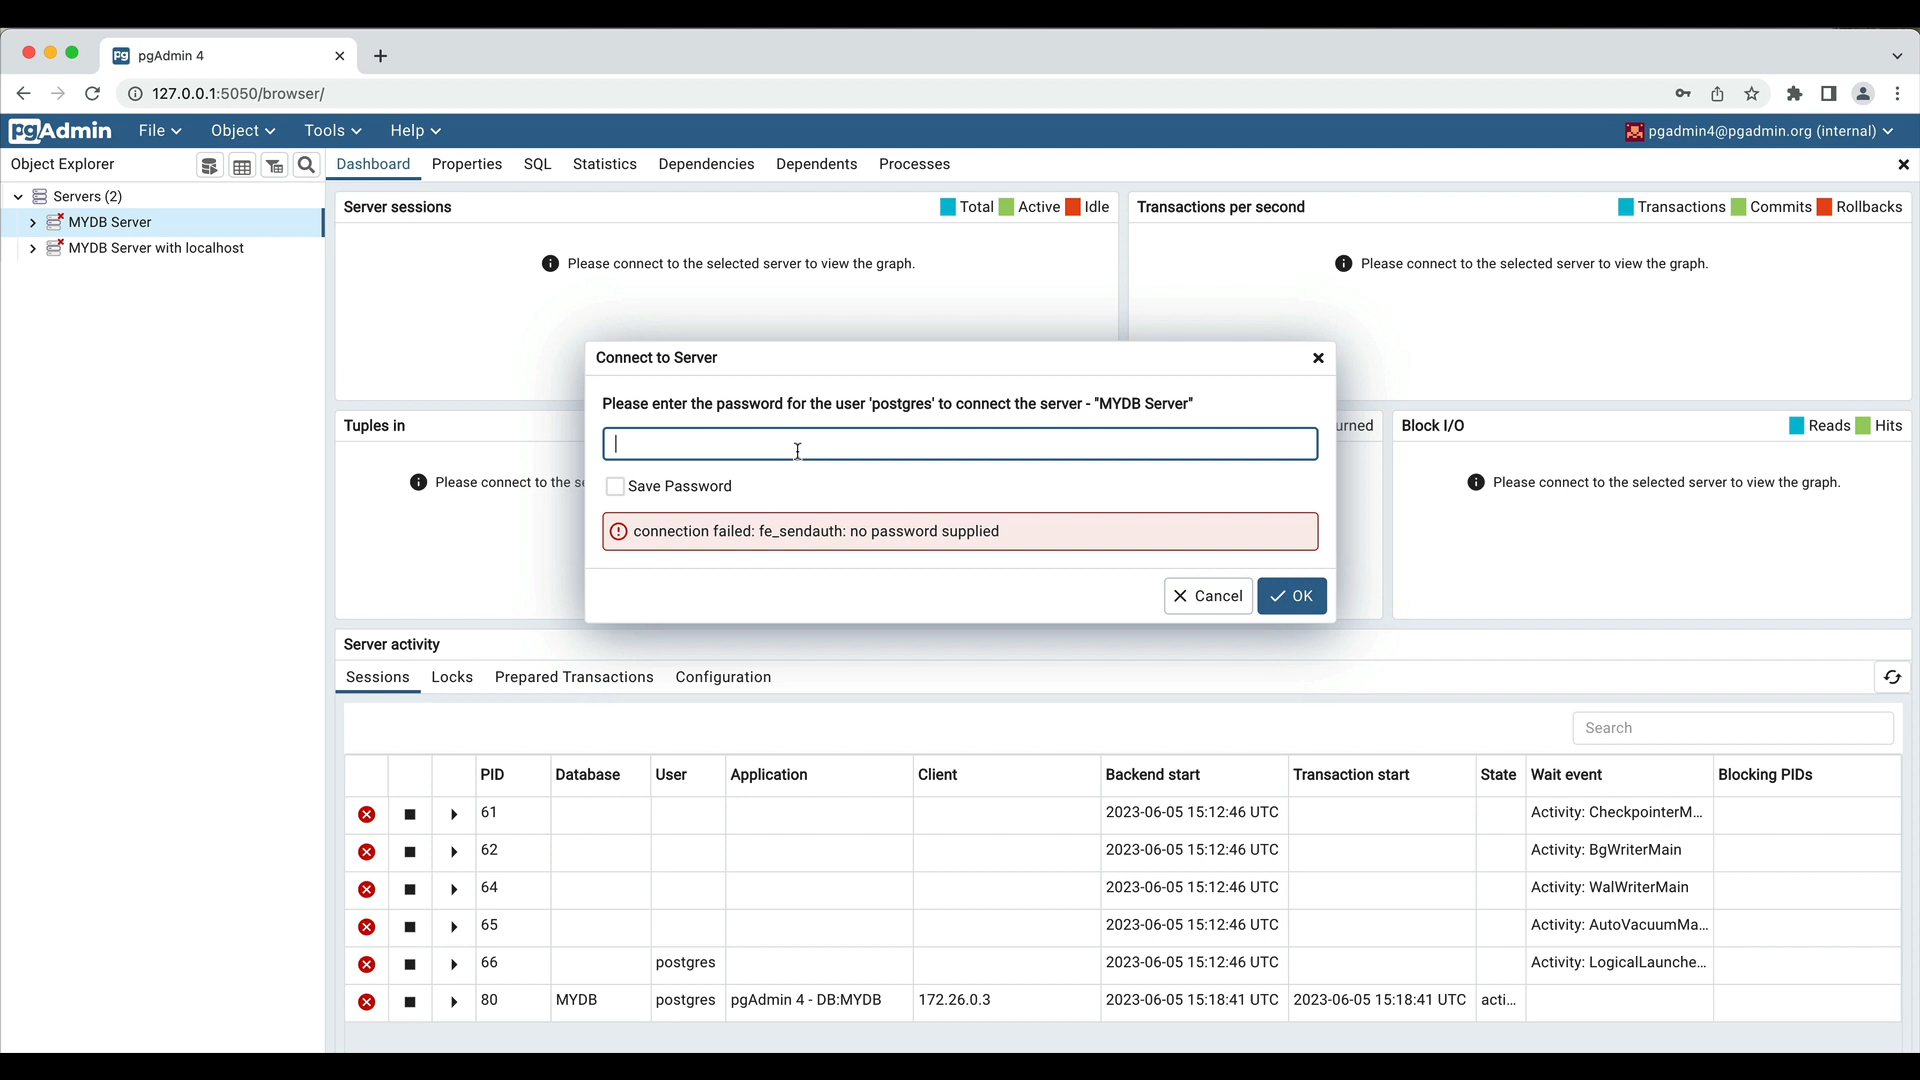 pgAdmin 4
127.0.0.1:5050/browser/
pgAdmin File Object Tools Help pgadmin4@pgadmin.org (internal)
Object Explorer
Dashboard Properties SQL Statistics Dependencies Dependents Processes
Servers (2)
MYDB Server
MYDB Server with localhost
Server sessions Total Active Idle
Please connect to the selected server to view the graph.
Transactions per second Transactions Commits Rollbacks
Please connect to the selected server to view the graph.
Connect to Server
Please enter the password for the user 'postgres' to connect the server - "MYDB Server"
Save Password
connection failed: fe_sendauth: no password supplied
Cancel OK
Tuples in
Please connect to the
Block I/O Reads Hits
Please connect to the selected server to view the graph.
Server activity
Sessions Locks Prepared Transactions Configuration
Search
PID Database User Application Client Backend start Transaction start State Wait event Blocking PIDs
61 2023-06-05 15:12:46 UTC Activity: CheckpointerM...
62 2023-06-05 15:12:46 UTC Activity: BgWriterMain
64 2023-06-05 15:12:46 UTC Activity: WalWriterMain
65 2023-06-05 15:12:46 UTC Activity: AutoVacuumMa...
66 postgres 2023-06-05 15:12:46 UTC Activity: LogicalLaunche...
80 MYDB postgres pgAdmin 4 - DB:MYDB 172.26.0.3 2023-06-05 15:18:41 UTC 2023-06-05 15:18:41 UTC acti...